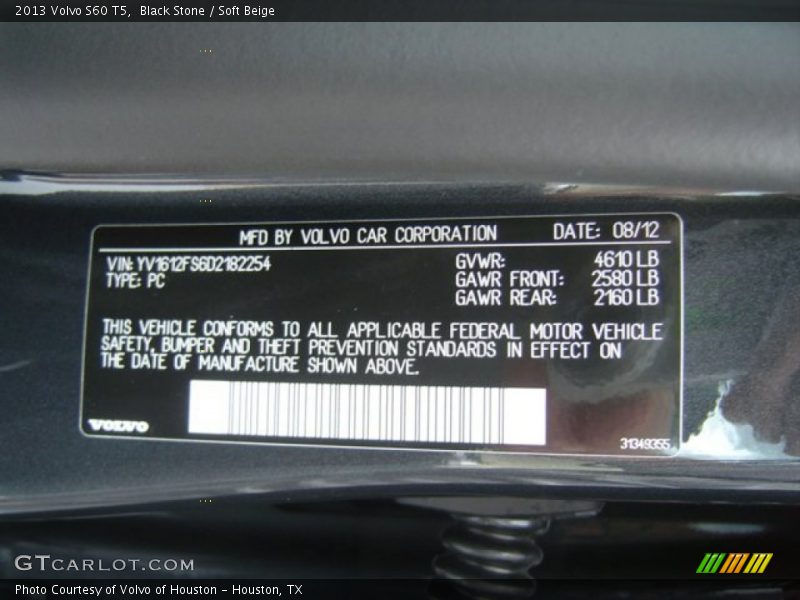 2013 Volvo S60 T5,  Black Stone / Soft Beige
MFD BY VOLVO CAR CORPORATION DATE: 08/12
VIN: YV1612FS6D2182254 GVWR: 4610 LB
TYPE: PC GAWR FRONT: 2580 LB
GAWR REAR: 2160 LB
THIS VEHICLE CONFORMS TO ALL APPLICABLE FEDERAL MOTOR VEHICLE
SAFETY, BUMPER AND THEFT PREVENTION STANDARDS IN EFFECT ON
THE DATE OF MANUFACTURE SHOWN ABOVE.
VOLVO
31349355
GTCARLOT.COM
Photo Courtesy of Volvo of Houston - Houston, TX